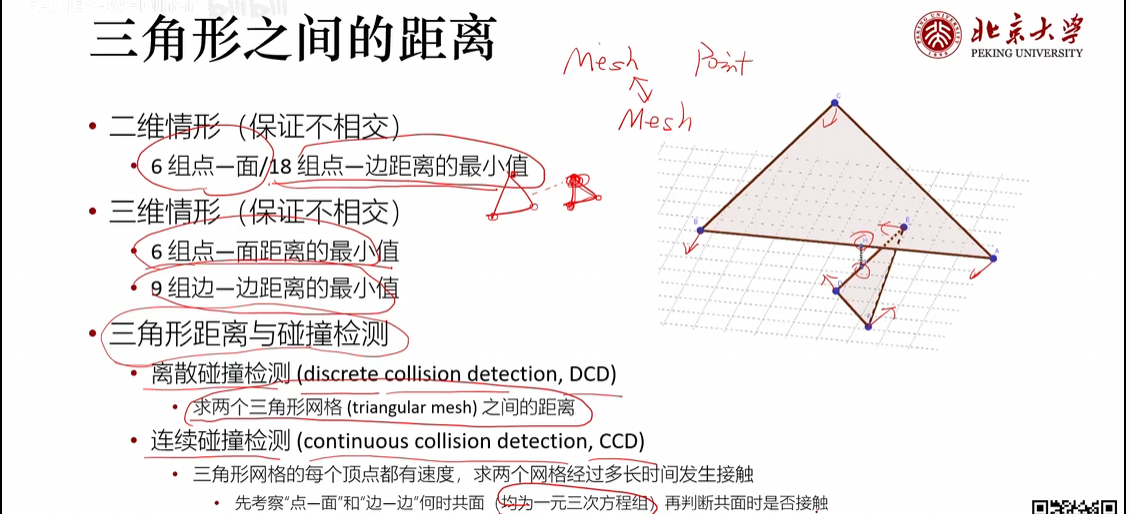 三角形之间的距离
北京大学
PEKING UNIVERSITY
Mesh Point
Mesh
• 二维情形（保证不相交）
• 6 组点—面/18 组点—边距离的最小值
• 三维情形（保证不相交）
• 6 组点—面距离的最小值
• 9 组边—边距离的最小值
• 三角形距离与碰撞检测
• 离散碰撞检测 (discrete collision detection, DCD)
• 求两个三角形网格 (triangular mesh) 之间的距离
• 连续碰撞检测 (continuous collision detection, CCD)
• 三角形网格的每个顶点都有速度，求两个网格经过多长时间发生接触
• 先考察“点—面”和“边—边”何时共面（均为一元三次方程组）再判断共面时是否接触
C
B
E
A